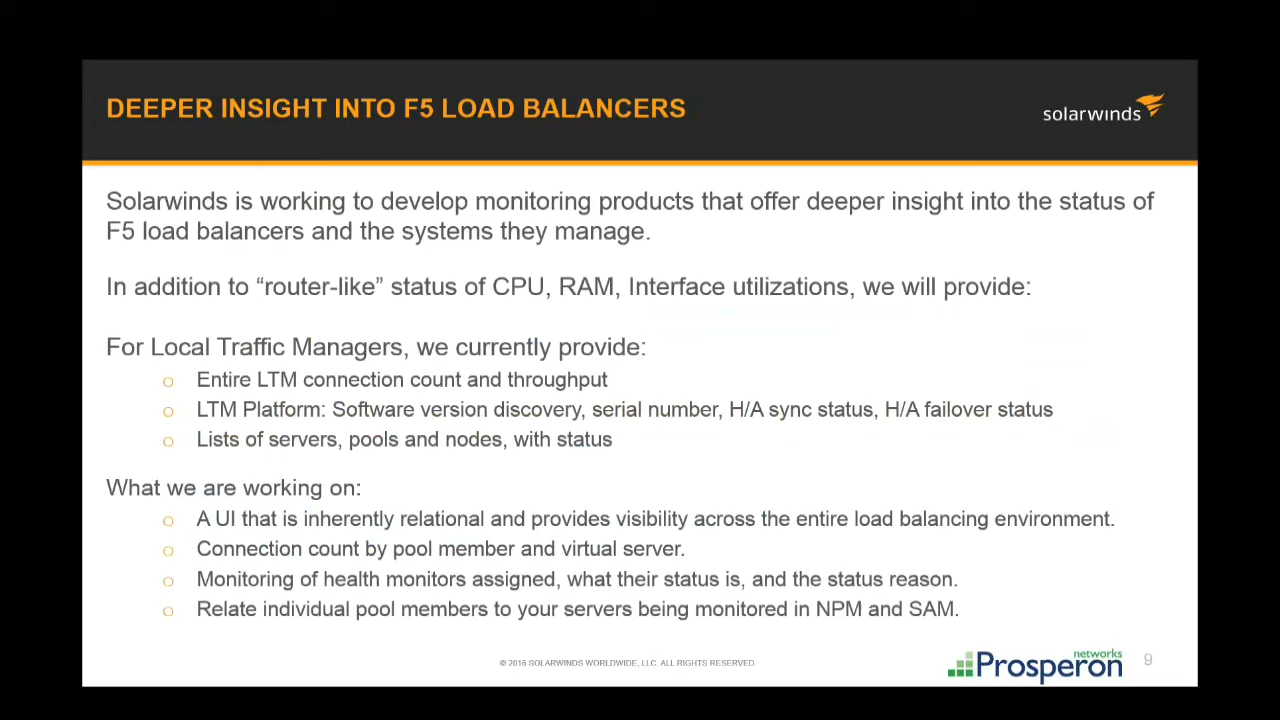 DEEPER INSIGHT INTO F5 LOAD BALANCERS
solarwinds
Solarwinds is working to develop monitoring products that offer deeper insight into the status of
F5 load balancers and the systems they manage.
In addition to “router-like” status of CPU, RAM, Interface utilizations, we will provide:
For Local Traffic Managers, we currently provide:
o Entire LTM connection count and throughput
o LTM Platform: Software version discovery, serial number, H/A sync status, H/A failover status
o Lists of servers, pools and nodes, with status
What we are working on:
o A UI that is inherently relational and provides visibility across the entire load balancing environment.
o Connection count by pool member and virtual server.
o Monitoring of health monitors assigned, what their status is, and the status reason.
o Relate individual pool members to your servers being monitored in NPM and SAM.
© 2016 SOLARWINDS WORLDWIDE, LLC. ALL RIGHTS RESERVED.
networks
Prosperon
9